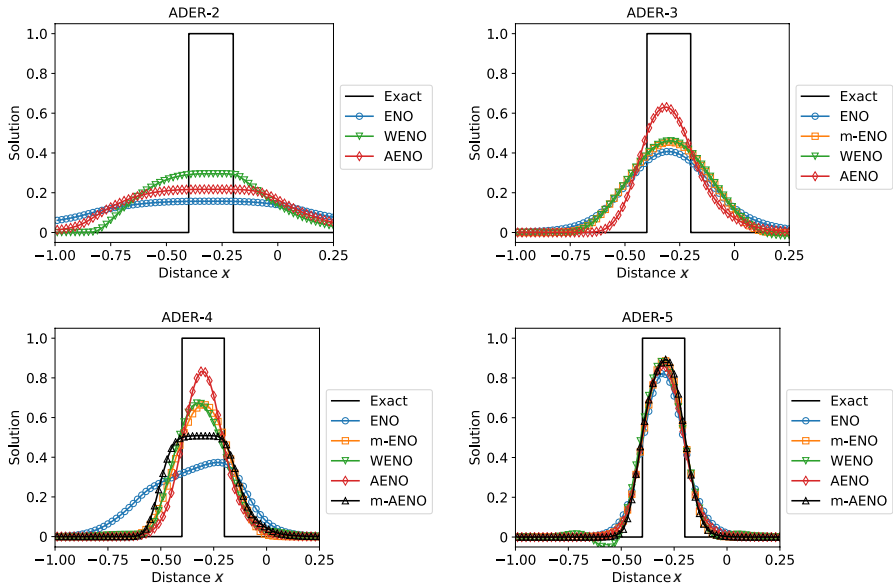 ADER-2
1.0
0.8
0.6
0.4
0.2
0
Solution
−1.00 −0.75 −0.50 −0.25 0 0.25
Distance x
Exact
ENO
WENO
AENO
ADER-3
1.0
0.8
0.6
0.4
0.2
0
Solution
−1.00 −0.75 −0.50 −0.25 0 0.25
Distance x
Exact
ENO
m-ENO
WENO
AENO
ADER-4
1.0
0.8
0.6
0.4
0.2
0
Solution
−1.00 −0.75 −0.50 −0.25 0 0.25
Distance x
Exact
ENO
m-ENO
WENO
AENO
m-AENO
ADER-5
1.0
0.8
0.6
0.4
0.2
0
Solution
−1.00 −0.75 −0.50 −0.25 0 0.25
Distance x
Exact
ENO
m-ENO
WENO
AENO
m-AENO